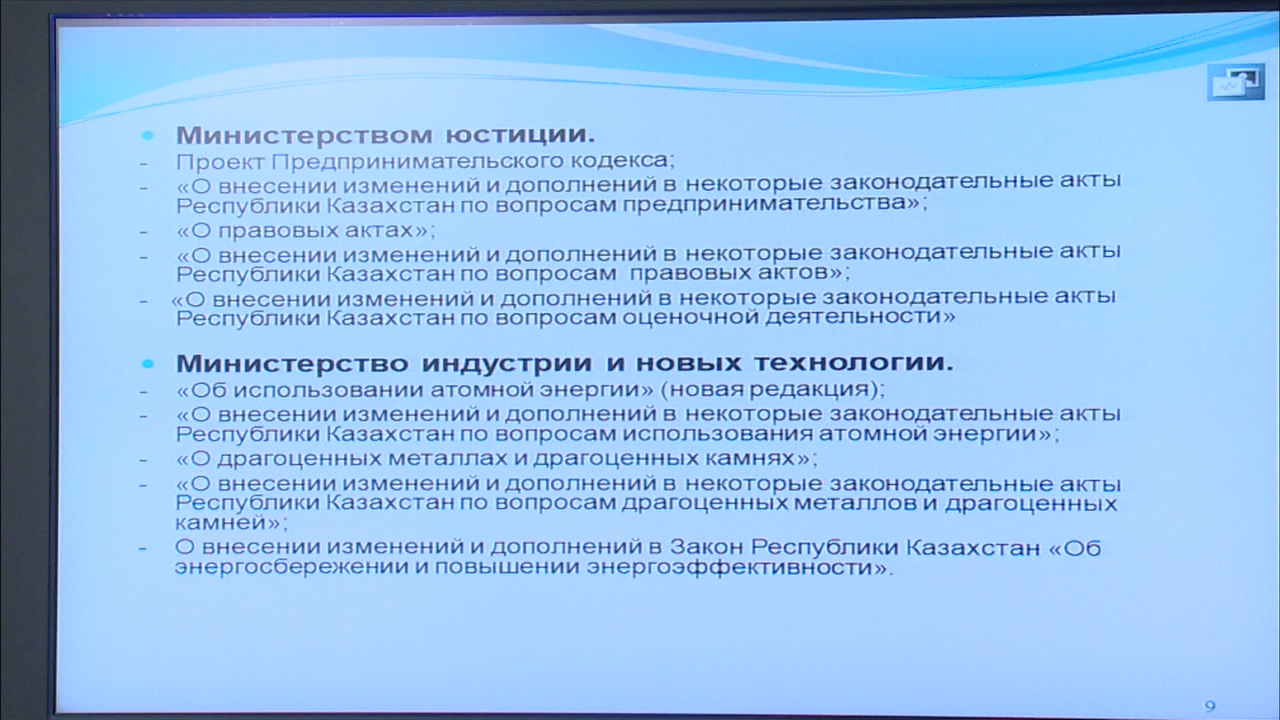 • Министерством юстиции.
- Проект Предпринимательского кодекса;
- «О внесении изменений и дополнений в некоторые законодательные акты
Республики Казахстан по вопросам предпринимательства»;
- «О правовых актах»;
- «О внесении изменений и дополнений в некоторые законодательные акты
Республики Казахстан по вопросам правовых актов»;
- «О внесении изменений и дополнений в некоторые законодательные акты
Республики Казахстан по вопросам оценочной деятельности»
• Министерство индустрии и новых технологии.
- «Об использовании атомной энергии» (новая редакция);
- «О внесении изменений и дополнений в некоторые законодательные акты
Республики Казахстан по вопросам использования атомной энергии»;
- «О драгоценных металлах и драгоценных камнях»;
- «О внесении изменений и дополнений в некоторые законодательные акты
Республики Казахстан по вопросам драгоценных металлов и драгоценных
камней»;
- О внесении изменений и дополнений в Закон Республики Казахстан «Об
энергосбережении и повышении энергоэффективности».
9